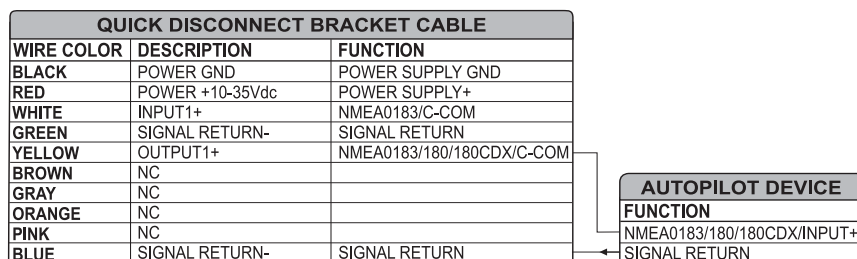 QUICK DISCONNECT BRACKET CABLE
WIRE COLOR DESCRIPTION FUNCTION
BLACK POWER GND POWER SUPPLY GND
RED POWER +10-35Vdc POWER SUPPLY+
WHITE INPUT1+ NMEA0183/C-COM
GREEN SIGNAL RETURN- SIGNAL RETURN
YELLOW OUTPUT1+ NMEA0183/180/180CDX/C-COM
BROWN NC
GRAY NC
ORANGE NC
PINK NC
BLUE SIGNAL RETURN- SIGNAL RETURN
AUTOPILOT DEVICE
FUNCTION
NMEA0183/180/180CDX/INPUT+
SIGNAL RETURN